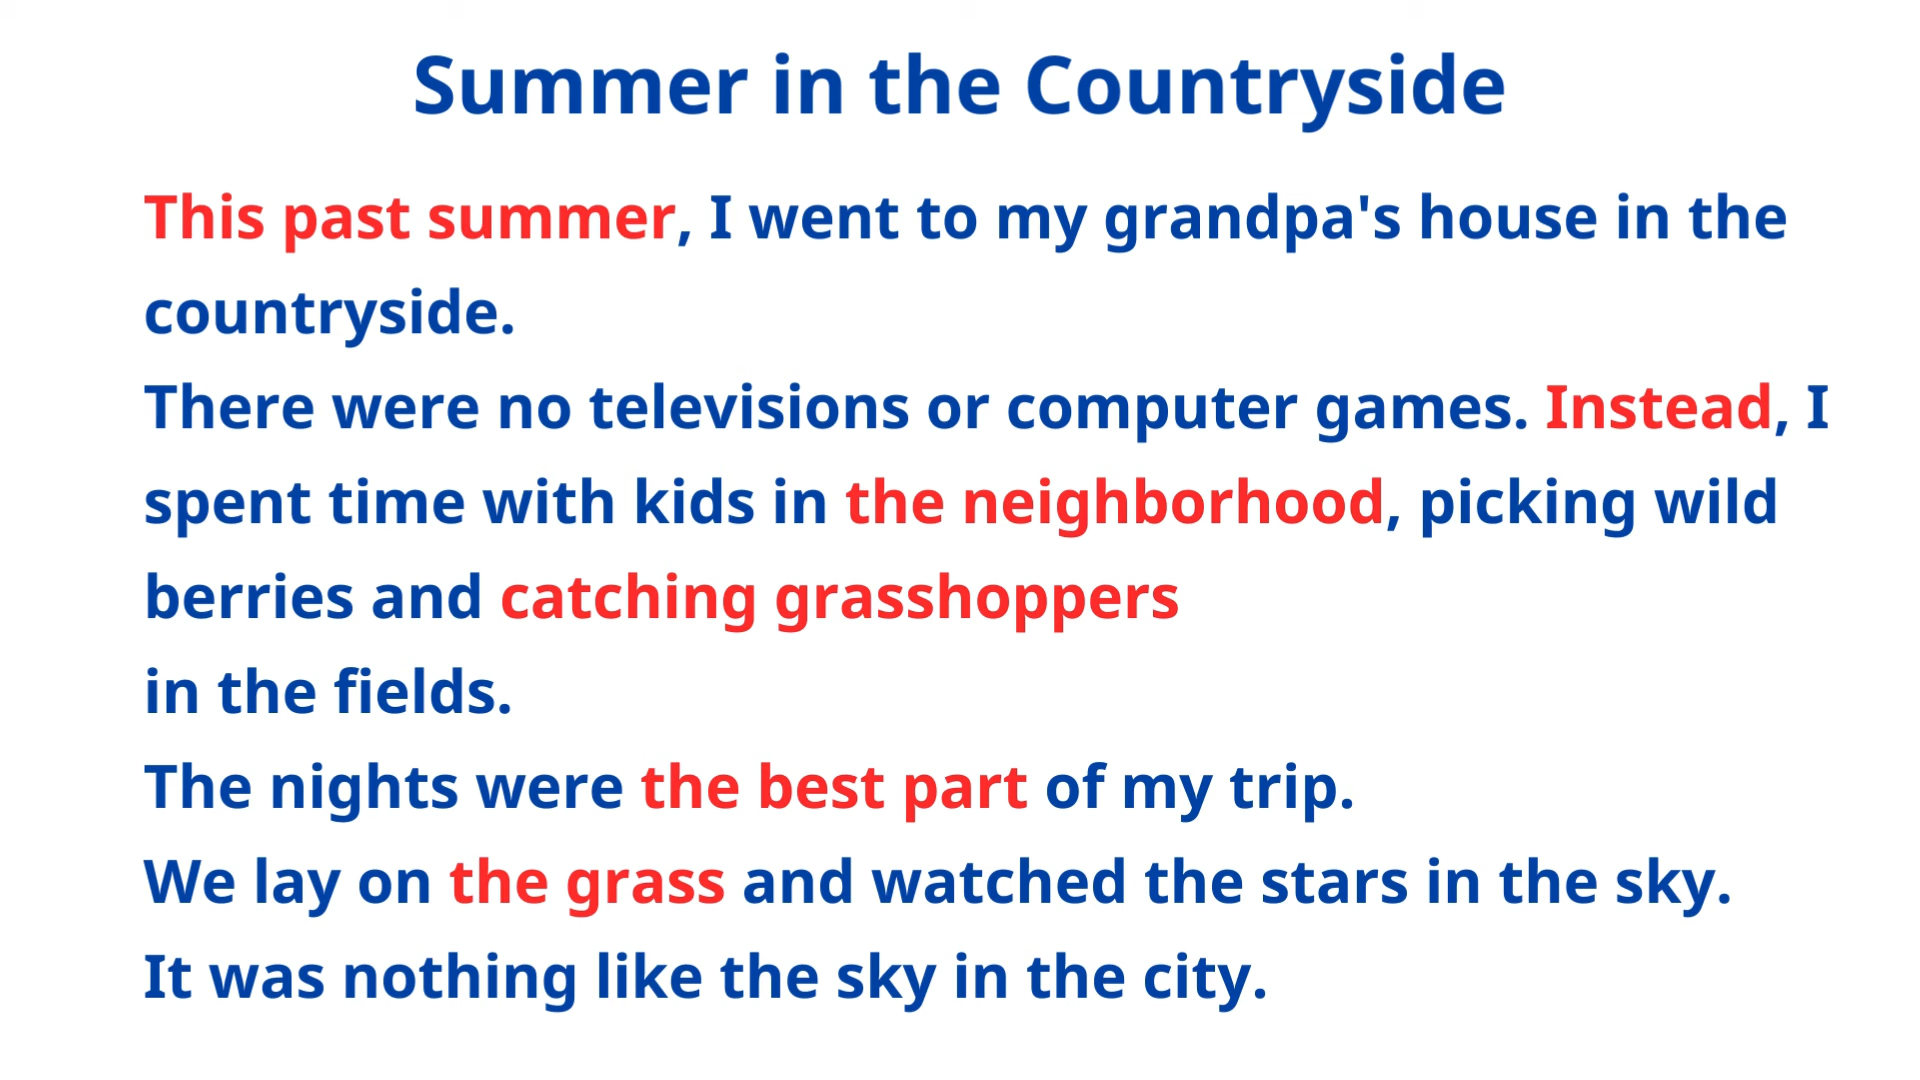 Summer in the Countryside
This past summer, I went to my grandpa's house in the
countryside.
There were no televisions or computer games. Instead, I
spent time with kids in the neighborhood, picking wild
berries and catching grasshoppers
in the fields.
The nights were the best part of my trip.
We lay on the grass and watched the stars in the sky.
It was nothing like the sky in the city.